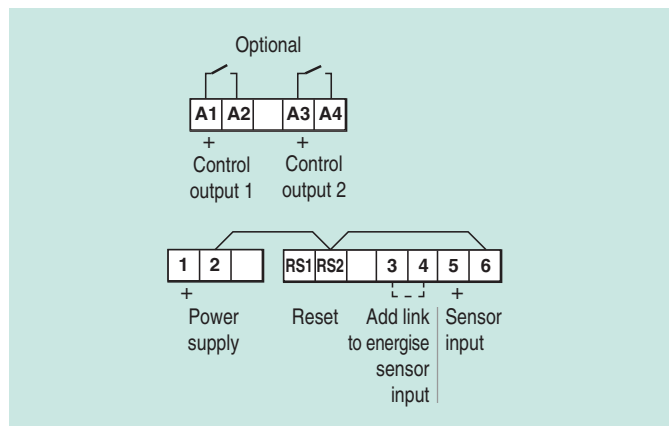 Optional
A1 A2 A3 A4
+ +
Control Control
output 1 output 2
1 2 RS1 RS2 3 4 5 6
+ +
Power Reset Add link Sensor
supply to energise input
sensor
input